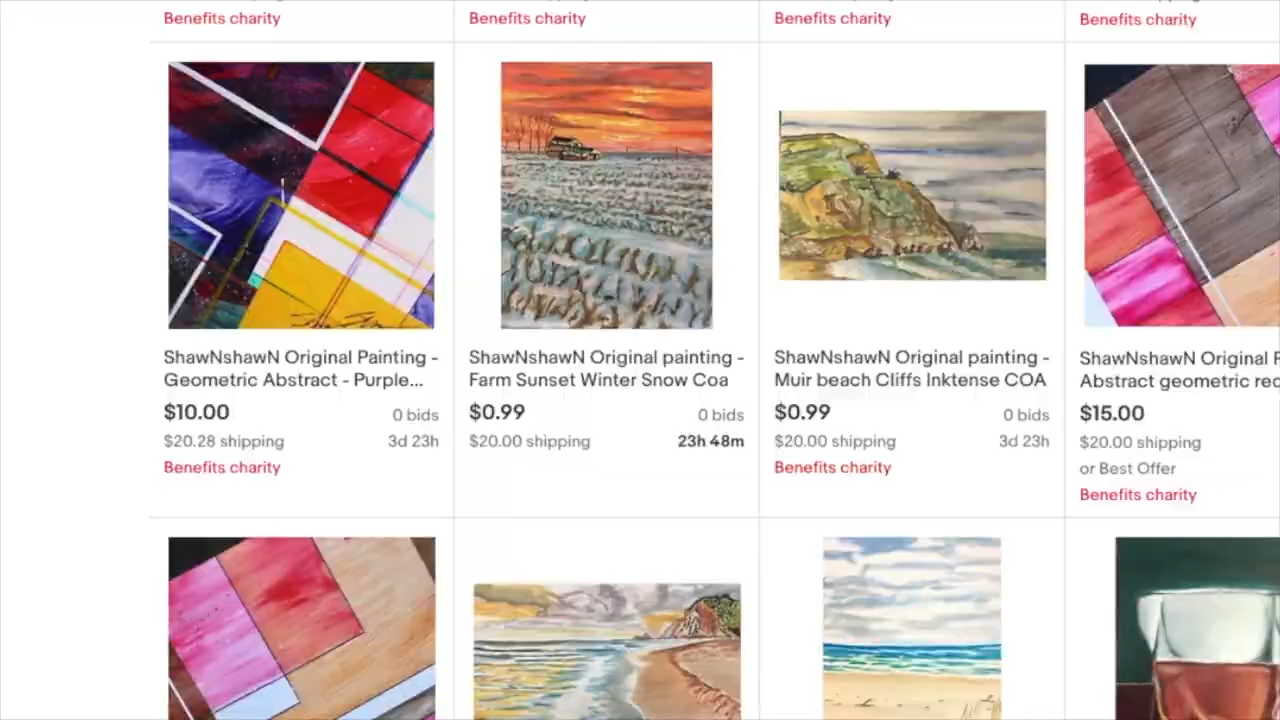 Benefits charity
Benefits charity
Benefits charity
Benefits charity
ShawNshawN Original Painting -
Geometric Abstract - Purple...
$10.00
0 bids
$20.28 shipping
3d 23h
Benefits charity
ShawNshawN Original painting -
Farm Sunset Winter Snow Coa
$0.99
0 bids
$20.00 shipping
23h 48m
ShawNshawN Original painting -
Muir beach Cliffs Inktense COA
$0.99
0 bids
$20.00 shipping
3d 23h
Benefits charity
ShawNshawN Original
Abstract geometric
$15.00
$20.00 shipping
or Best Offer
Benefits charity